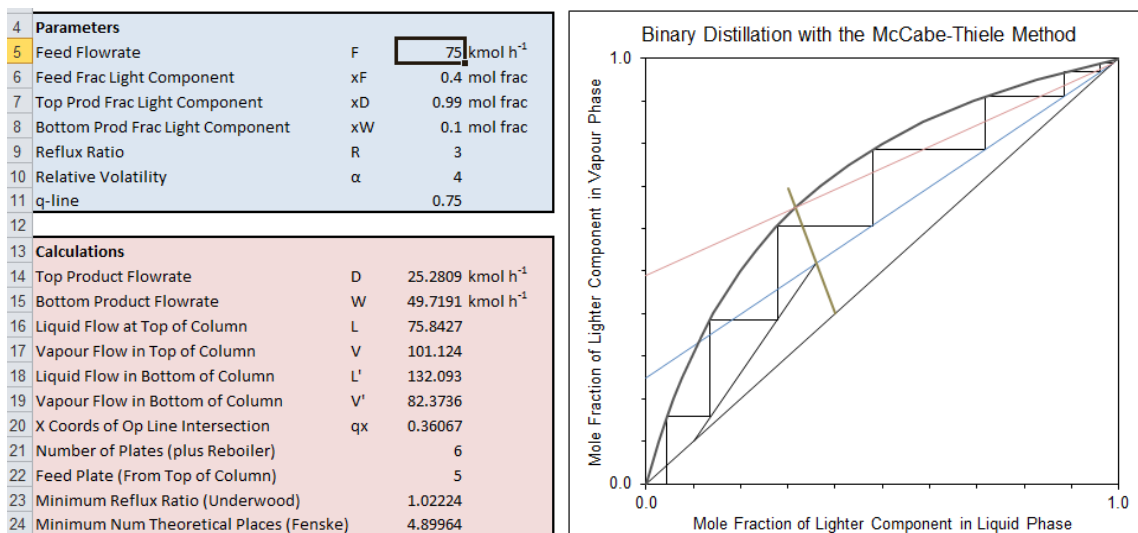 4 Parameters
5 Feed Flowrate F 75 kmol h⁻¹
6 Feed Frac Light Component xF 0.4 mol frac
7 Top Prod Frac Light Component xD 0.99 mol frac
8 Bottom Prod Frac Light Component xW 0.1 mol frac
9 Reflux Ratio R 3
10 Relative Volatility α 4
11 q-line 0.75
12
13 Calculations
14 Top Product Flowrate D 25.2809 kmol h⁻¹
15 Bottom Product Flowrate W 49.7191 kmol h⁻¹
16 Liquid Flow at Top of Column L 75.8427
17 Vapour Flow in Top of Column V 101.124
18 Liquid Flow in Bottom of Column L' 132.093
19 Vapour Flow in Bottom of Column V' 82.3736
20 X Coords of Op Line Intersection qx 0.36067
21 Number of Plates (plus Reboiler) 6
22 Feed Plate (From Top of Column) 5
23 Minimum Reflux Ratio (Underwood) 1.02224
24 Minimum Num Theoretical Places (Fenske) 4.89964
Binary Distillation with the McCabe-Thiele Method
1.0
Mole Fraction of Lighter Component in Vapour Phase
0.0
0.0 1.0
Mole Fraction of Lighter Component in Liquid Phase